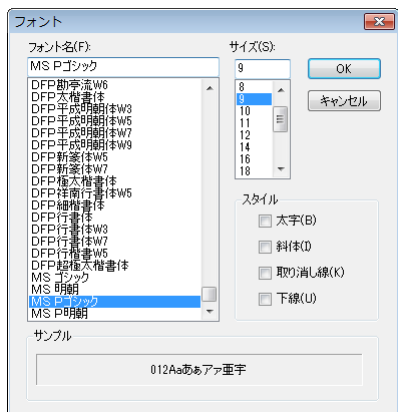 フォント
フォント名(F):
サイズ(S):
MS Pゴシック
9
OK
キャンセル
DFP勘亭流W6
DFP太楷書体
DFP平成明朝体W3
DFP平成明朝体W5
DFP平成明朝体W7
DFP平成明朝体W9
DFP新篆体W5
DFP新篆体W7
DFP極太楷書体
DFP祥南行書体W5
DFP細楷書体
DFP行書体
DFP行書体W3
DFP行書体W7
DFP行楷書W5
DFP超極太楷書体
MS ゴシック
MS 明朝
MS Pゴシック
MS P明朝
8
9
10
11
12
14
16
18
スタイル
太字(B)
斜体(I)
取り消し線(K)
下線(U)
サンプル
012Aaあぁアァ亜宇